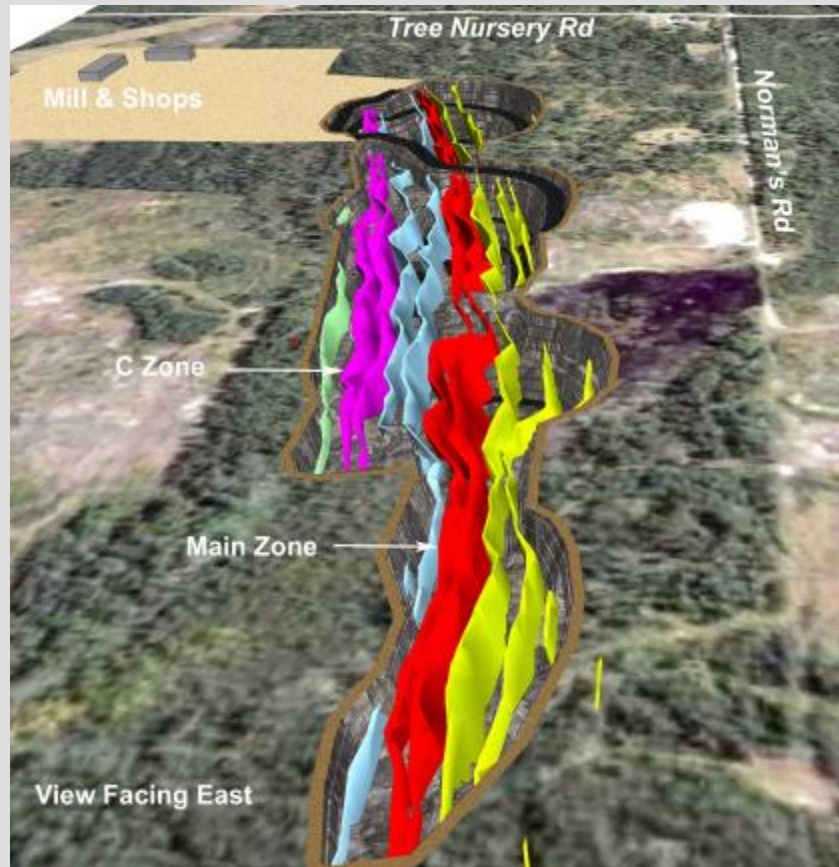 Tree Nursery Rd
Mill & Shops
Norman's Rd
C Zone
Main Zone
View Facing East